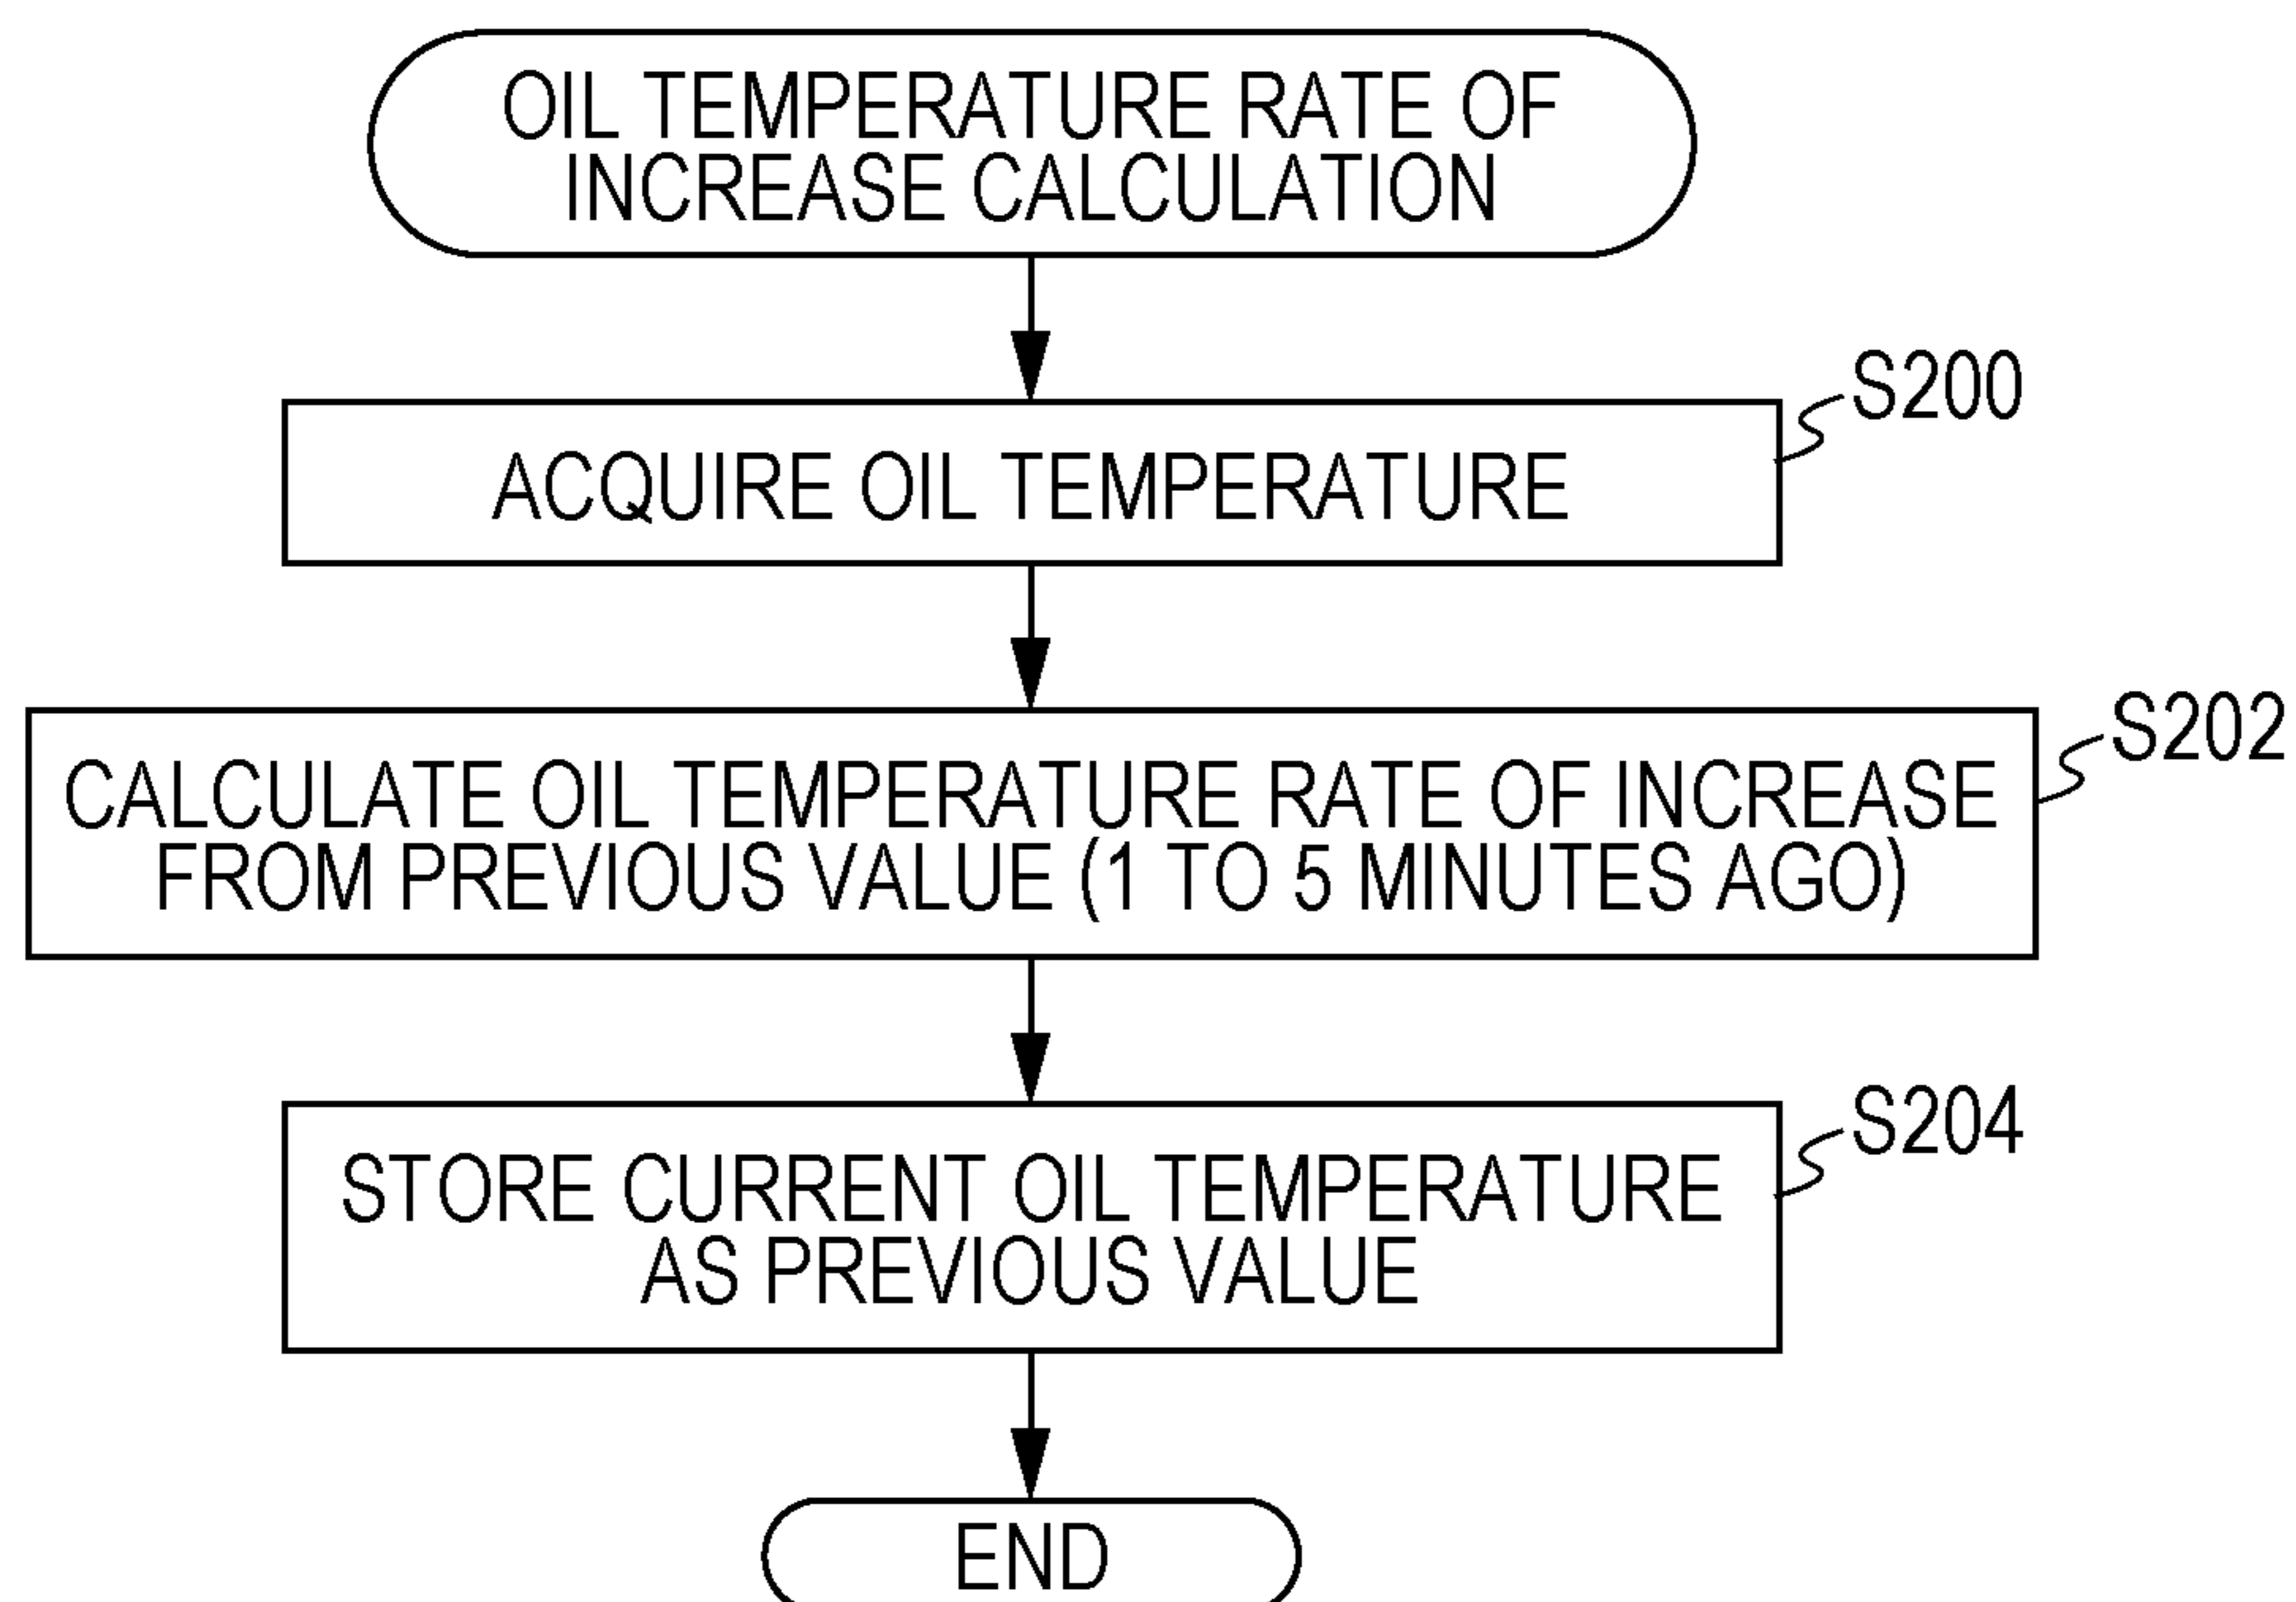 OIL TEMPERATURE RATE OF
INCREASE CALCULATION
S200
ACQUIRE OIL TEMPERATURE
S202
CALCULATE OIL TEMPERATURE RATE OF INCREASE
FROM PREVIOUS VALUE (1 TO 5 MINUTES AGO)
S204
STORE CURRENT OIL TEMPERATURE
AS PREVIOUS VALUE
END